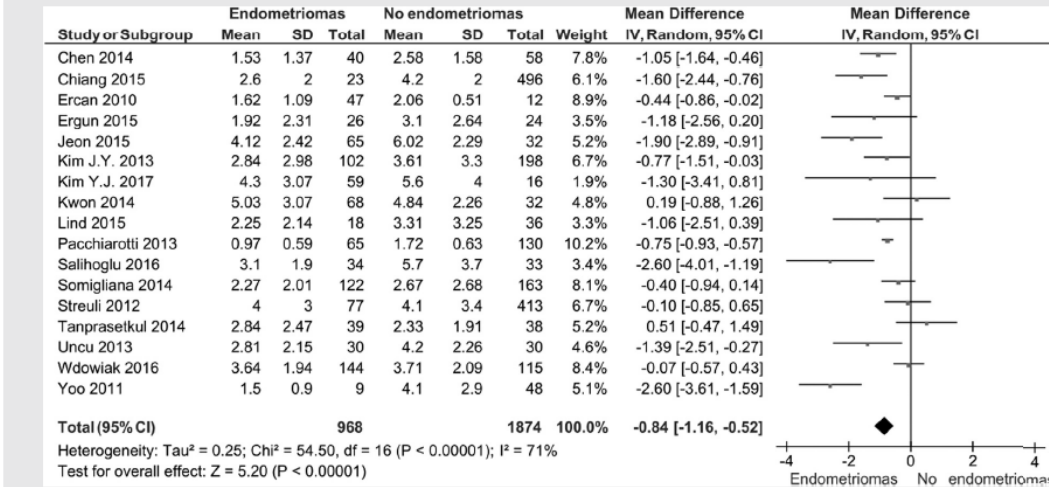 Endometriomas No endometriomas Mean Difference Mean Difference
Study or Subgroup Mean SD Total Mean SD Total Weight IV, Random, 95% CI IV, Random, 95% CI
Chen 2014 1.53 1.37 40 2.58 1.58 58 7.8% -1.05 [-1.64, -0.46]
Chiang 2015 2.6 2 23 4.2 2 496 6.1% -1.60 [-2.44, -0.76]
Ercan 2010 1.62 1.09 47 2.06 0.51 12 8.9% -0.44 [-0.86, -0.02]
Ergun 2015 1.92 2.31 26 3.1 2.64 24 3.5% -1.18 [-2.56, 0.20]
Jeon 2015 4.12 2.42 65 6.02 2.29 32 5.2% -1.90 [-2.89, -0.91]
Kim J.Y. 2013 2.84 2.98 102 3.61 3.3 198 6.7% -0.77 [-1.51, -0.03]
Kim Y.J. 2017 4.3 3.07 59 5.6 4 16 1.9% -1.30 [-3.41, 0.81]
Kwon 2014 5.03 3.07 68 4.84 2.26 32 4.8% 0.19 [-0.88, 1.26]
Lind 2015 2.25 2.14 18 3.31 3.25 36 3.3% -1.06 [-2.51, 0.39]
Pacchiarotti 2013 0.97 0.59 65 1.72 0.63 130 10.2% -0.75 [-0.93, -0.57]
Salihoglu 2016 3.1 1.9 34 5.7 3.7 33 3.4% -2.60 [-4.01, -1.19]
Somigliana 2014 2.27 2.01 122 2.67 2.68 163 8.1% -0.40 [-0.94, 0.14]
Streuli 2012 4 3 77 4.1 3.4 413 6.7% -0.10 [-0.85, 0.65]
Tanprasetkul 2014 2.84 2.47 39 2.33 1.91 38 5.2% 0.51 [-0.47, 1.49]
Uncu 2013 2.81 2.15 30 4.2 2.26 30 4.6% -1.39 [-2.51, -0.27]
Wdowiak 2016 3.64 1.94 144 3.71 2.09 115 8.4% -0.07 [-0.57, 0.43]
Yoo 2011 1.5 0.9 9 4.1 2.9 48 5.1% -2.60 [-3.61, -1.59]
Total (95% CI) 968 1874 100.0% -0.84 [-1.16, -0.52]
Heterogeneity: Tau² = 0.25; Chi² = 54.50, df = 16 (P < 0.00001); I² = 71%
Test for overall effect: Z = 5.20 (P < 0.00001)
-4 -2 0 2 4
Endometriomas No endometriomas